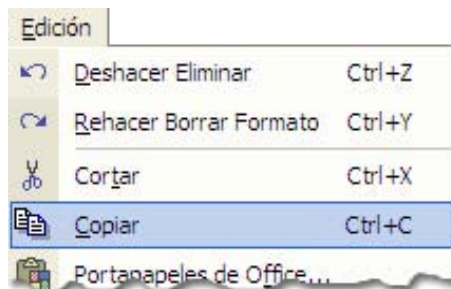 Edición
Deshacer Eliminar Ctrl+Z
Rehacer Borrar Formato Ctrl+Y
Cortar Ctrl+X
Copiar Ctrl+C
Portapapeles de Office...